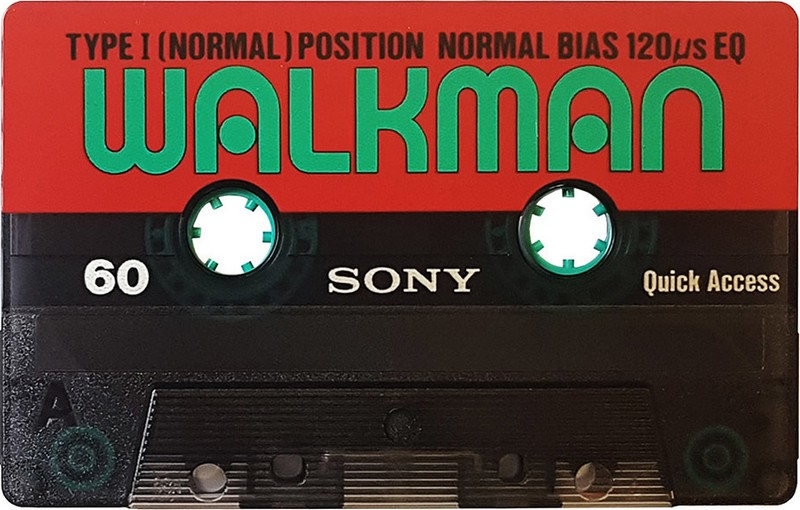 TYPE I (NORMAL) POSITION NORMAL BIAS 120µs EQ
WALKMAN
60 SONY Quick Access
A